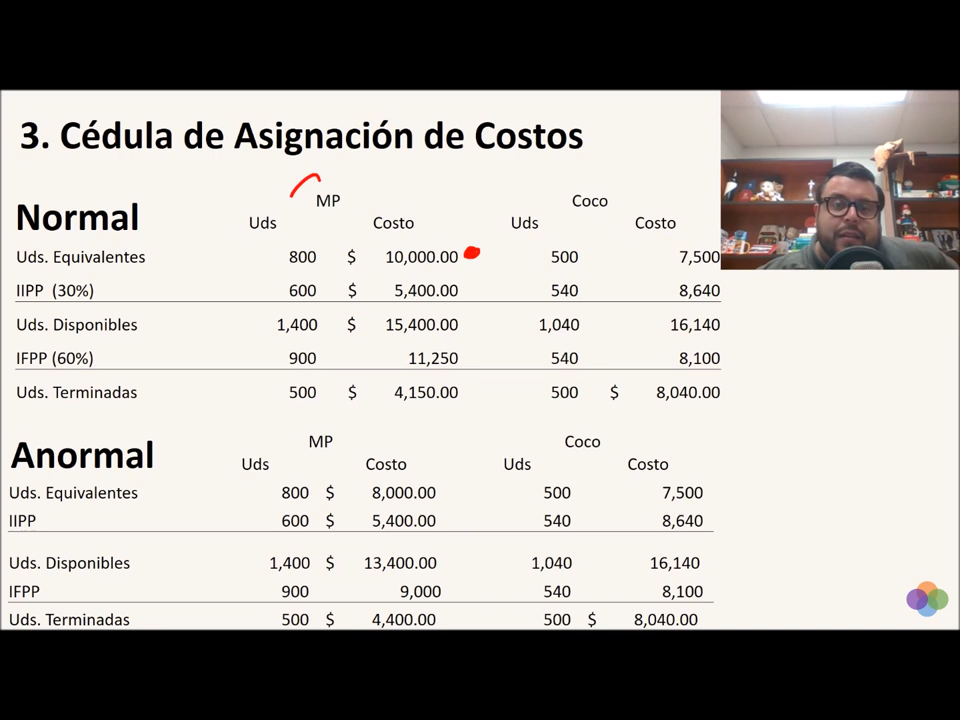 3. Cédula de Asignación de Costos
Normal
MP Coco
Uds Costo Uds Costo
Uds. Equivalentes 800 $ 10,000.00 500 7,500
IIPP (30%) 600 $ 5,400.00 540 8,640
Uds. Disponibles 1,400 $ 15,400.00 1,040 16,140
IFPP (60%) 900 11,250 540 8,100
Uds. Terminadas 500 $ 4,150.00 500 $ 8,040.00
Anormal
MP Coco
Uds Costo Uds Costo
Uds. Equivalentes 800 $ 8,000.00 500 7,500
IIPP 600 $ 5,400.00 540 8,640
Uds. Disponibles 1,400 $ 13,400.00 1,040 16,140
IFPP 900 9,000 540 8,100
Uds. Terminadas 500 $ 4,400.00 500 $ 8,040.00